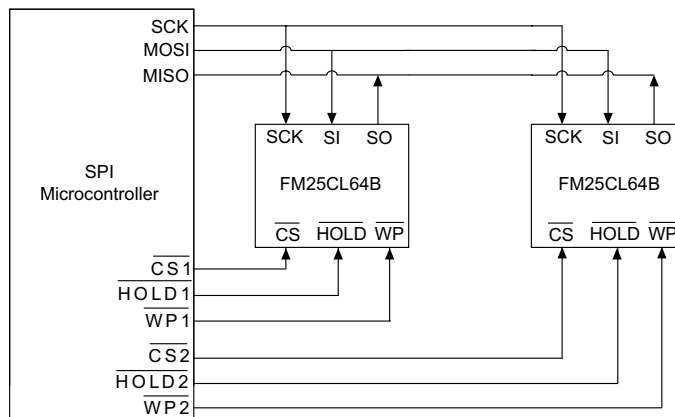 SCK
MOSI
MISO
SPI
Microcontroller
SCK SI SO
FM25CL64B
CS HOLD WP
SCK SI SO
FM25CL64B
CS HOLD WP
CS1
HOLD1
WP1
CS2
HOLD2
WP2